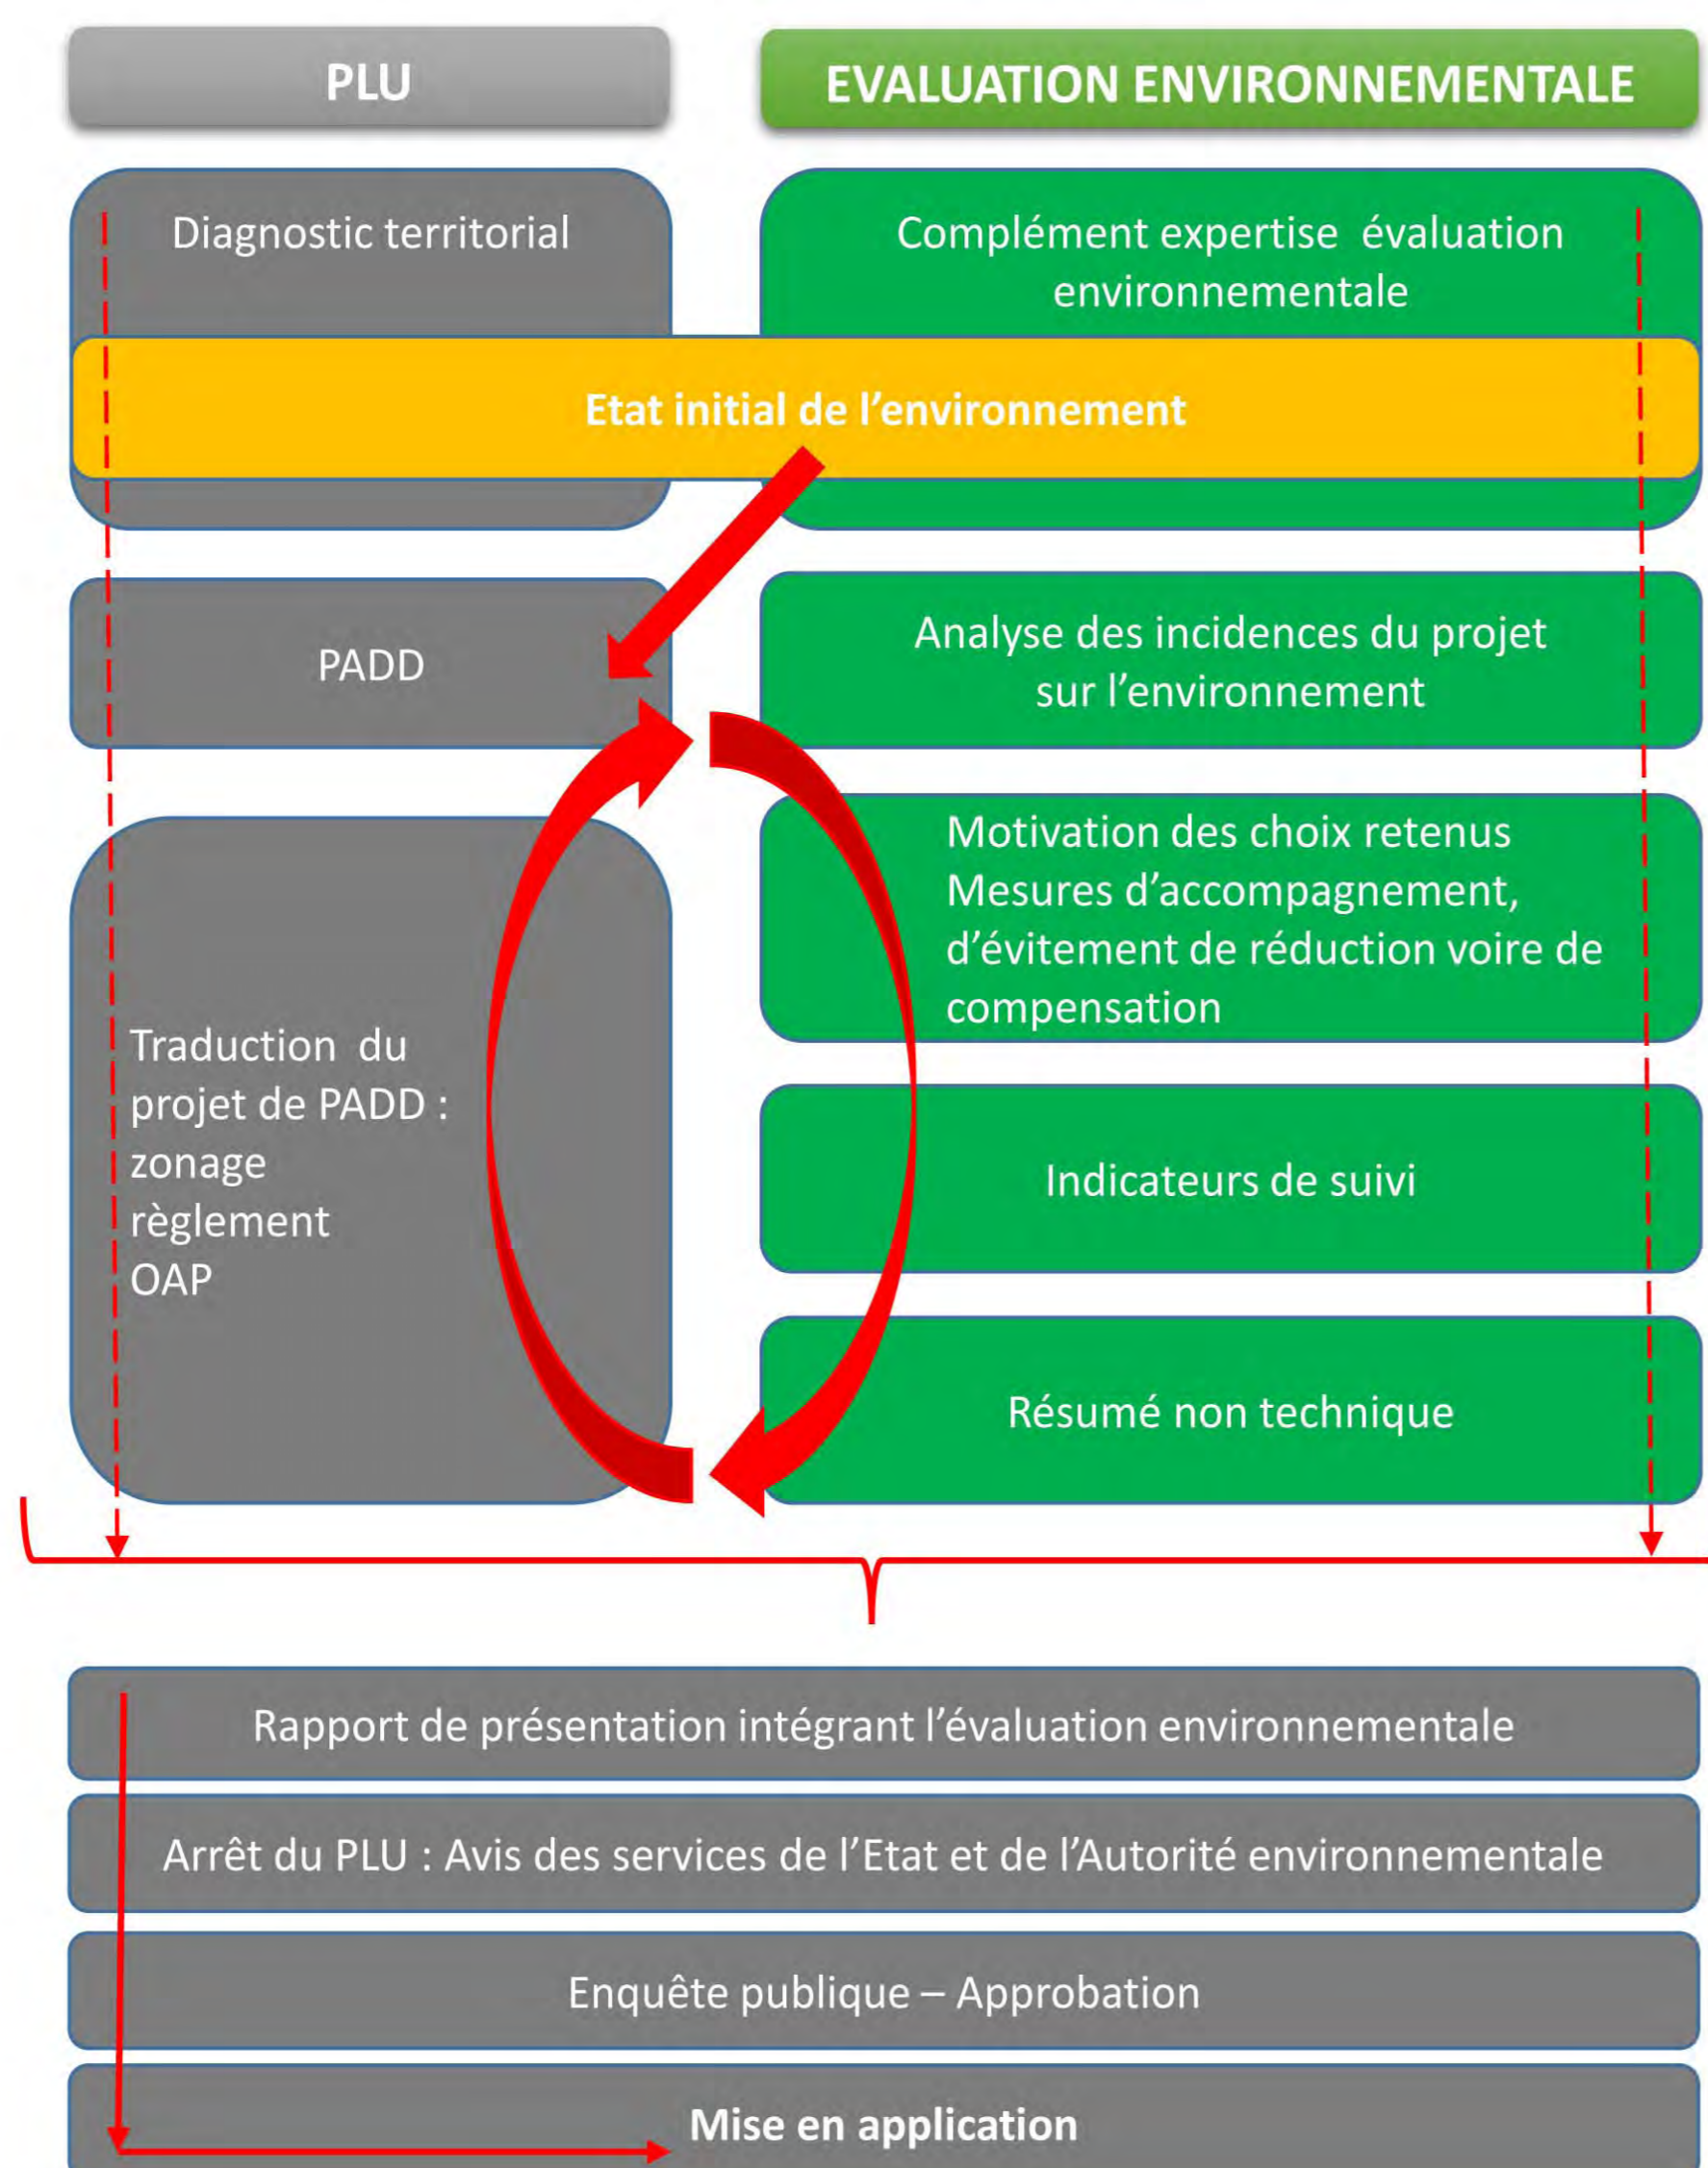 PLU
EVALUATION ENVIRONNEMENTALE
Diagnostic territorial
Complément expertise évaluation
environnementale
Etat initial de l’environnement
PADD
Analyse des incidences du projet
sur l’environnement
Motivation des choix retenus
Mesures d’accompagnement,
d’évitement de réduction voire de
compensation
Traduction du
projet de PADD :
zonage
règlement
OAP
Indicateurs de suivi
Résumé non technique
Rapport de présentation intégrant l’évaluation environnementale
Arrêt du PLU : Avis des services de l’Etat et de l’Autorité environnementale
Enquête publique – Approbation
Mise en application